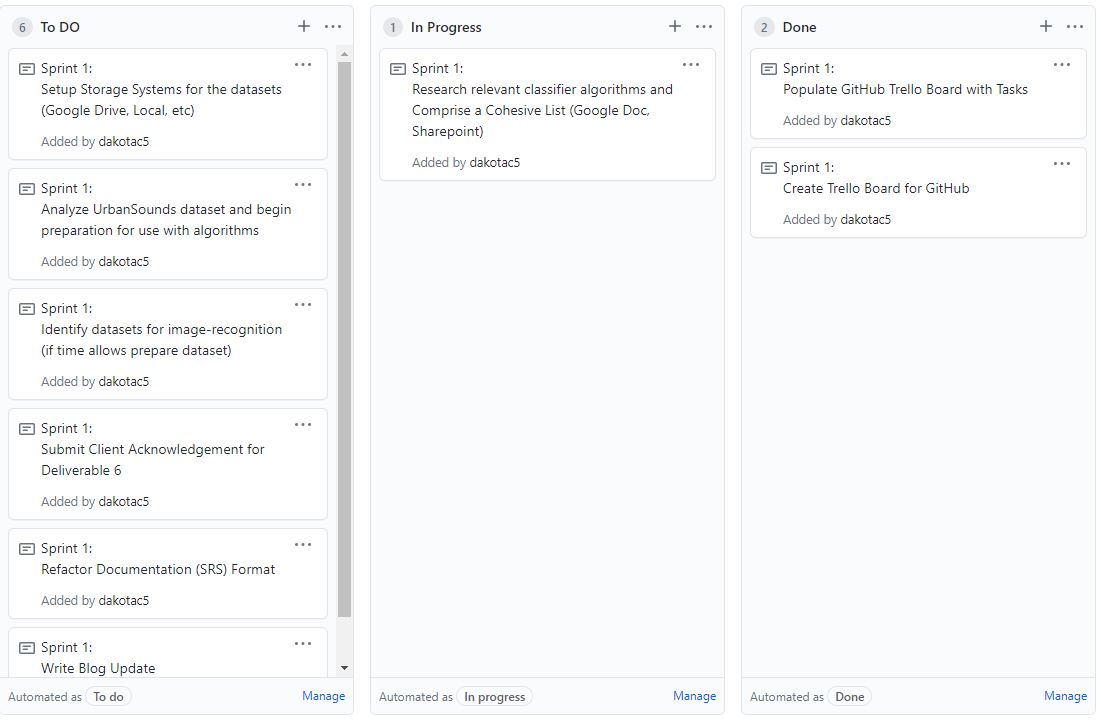 6 To DO
Sprint 1:
Setup Storage Systems for the datasets
(Google Drive, Local, etc)
Added by dakotac5
Sprint 1:
Analyze UrbanSounds dataset and begin
preparation for use with algorithms
Added by dakotac5
Sprint 1:
Identify datasets for image-recognition
(if time allows prepare dataset)
Added by dakotac5
Sprint 1:
Submit Client Acknowledgement for
Deliverable 6
Added by dakotac5
Sprint 1:
Refactor Documentation (SRS) Format
Added by dakotac5
Sprint 1:
Write Blog Update
Automated as To do Manage
1 In Progress
Sprint 1:
Research relevant classifier algorithms and
Comprise a Cohesive List (Google Doc,
Sharepoint)
Added by dakotac5
Automated as In progress Manage
2 Done
Sprint 1:
Populate GitHub Trello Board with Tasks
Added by dakotac5
Sprint 1:
Create Trello Board for GitHub
Added by dakotac5
Automated as Done Manage